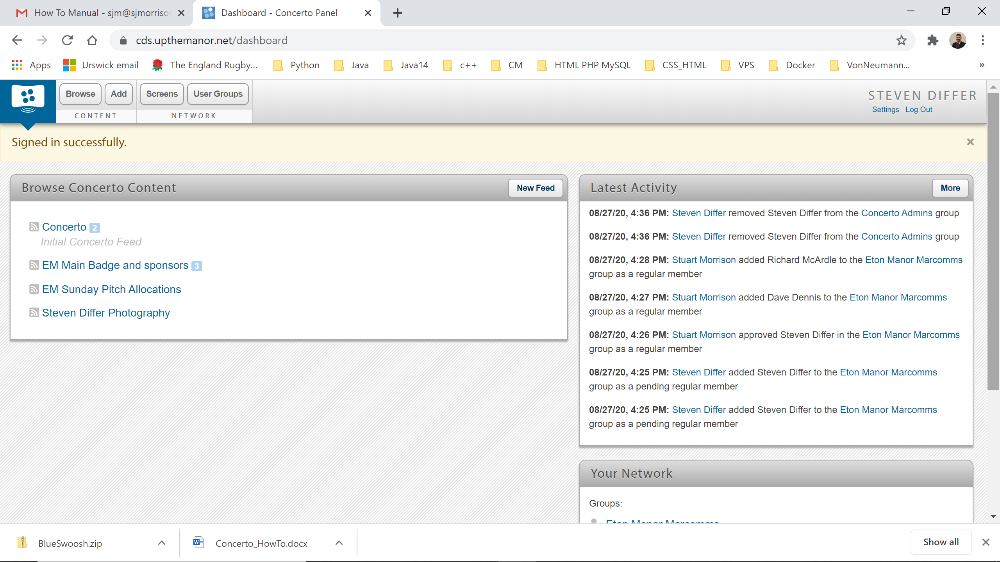 How To Manual - sjm@sjmorriso
Dashboard - Concerto Panel
cds.upthemanor.net/dashboard
Apps
Urswick email
The England Rugby...
Python
Java
Java14
c++
CM
HTML PHP MySQL
CSS_HTML
VPS
Docker
VonNeumann...
»
Browse
Add
Screens
User Groups
CONTENT
NETWORK
STEVEN DIFFER
Settings
Log Out
Signed in successfully.
Browse Concerto Content
New Feed
Concerto 2
Initial Concerto Feed
EM Main Badge and sponsors 3
EM Sunday Pitch Allocations
Steven Differ Photography
Latest Activity
More
08/27/20, 4:36 PM: Steven Differ removed Steven Differ from the Concerto Admins group
08/27/20, 4:36 PM: Steven Differ removed Steven Differ from the Concerto Admins group
08/27/20, 4:28 PM: Stuart Morrison added Richard McArdle to the Eton Manor Marcomms
group as a regular member
08/27/20, 4:27 PM: Stuart Morrison added Dave Dennis to the Eton Manor Marcomms
group as a regular member
08/27/20, 4:26 PM: Stuart Morrison approved Steven Differ in the Eton Manor Marcomms
group as a regular member
08/27/20, 4:25 PM: Steven Differ added Steven Differ to the Eton Manor Marcomms
group as a pending regular member
08/27/20, 4:25 PM: Steven Differ added Steven Differ to the Eton Manor Marcomms
group as a pending regular member
Your Network
Groups:
Eton Manor Marcomms
BlueSwoosh.zip
Concerto_HowTo.docx
Show all